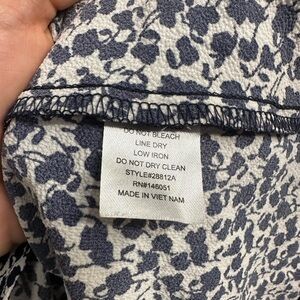 DO NOT BLEACH
LINE DRY
LOW IRON
DO NOT DRY CLEAN
STYLE#28812A
RN#146051
MADE IN VIET NAM